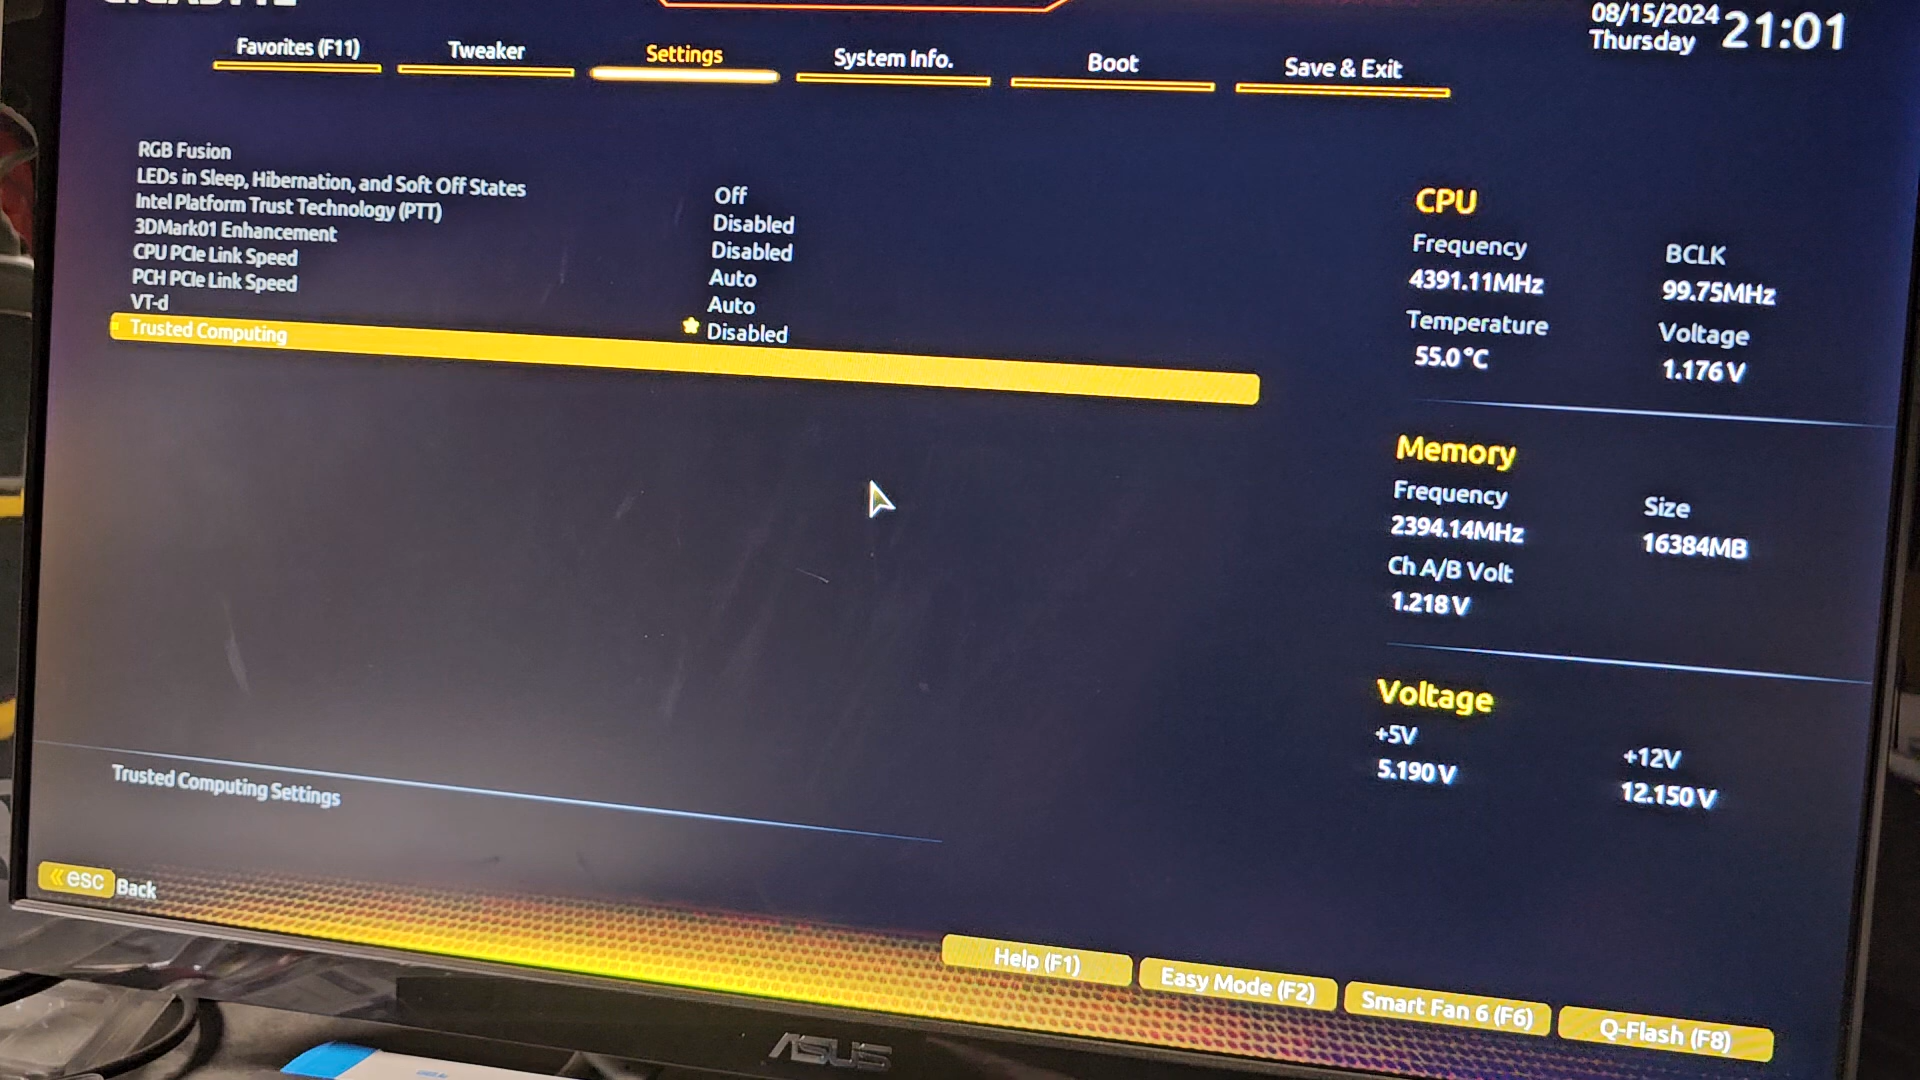 GIGABYTE
08/15/2024 21:01
Thursday
Favorites (F11) Tweaker Settings System Info. Boot Save & Exit
RGB Fusion
LEDs in Sleep, Hibernation, and Soft Off States Off
Intel Platform Trust Technology (PTT) Disabled
3DMark01 Enhancement Disabled
CPU PCIe Link Speed Auto
PCH PCIe Link Speed Auto
VT-d Disabled
Trusted Computing
CPU
Frequency BCLK
4391.11MHz 99.75MHz
Temperature Voltage
55.0 °C 1.176 V
Memory
Frequency Size
2394.14MHz 16384MB
Ch A/B Volt
1.218 V
Voltage
+5V +12V
5.190 V 12.150 V
Trusted Computing Settings
esc Back
Help (F1) Easy Mode (F2) Smart Fan 6 (F6) Q-Flash (F8)
ASUS